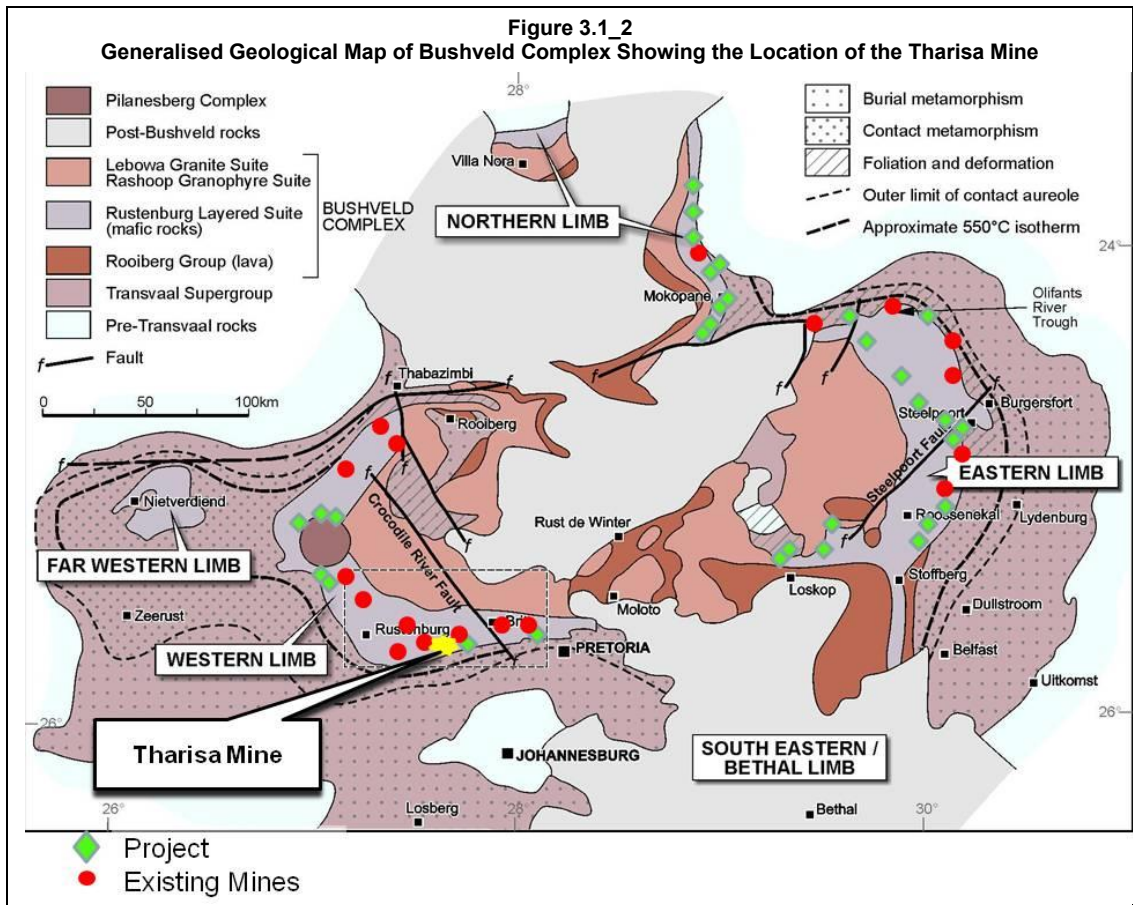 Figure 3.1_2
Generalised Geological Map of Bushveld Complex Showing the Location of the Tharisa Mine
28°
Pilanesberg Complex
Post-Bushveld rocks
Lebowa Granite Suite
Rashoop Granophyre Suite
Rustenburg Layered Suite
(mafic rocks)
Rooiberg Group (lava)
BUSHVELD
COMPLEX
Transvaal Supergroup
Pre-Transvaal rocks
f
Fault
0 50 100km
Burial metamorphism
Contact metamorphism
Foliation and deformation
Outer limit of contact aureole
Approximate 550°C isotherm
Villa Nora
NORTHERN LIMB
24°
Mokopane
Olifants
River
Trough
f
f
f
f
Thabazimbi
f
f
Rooiberg
f
Burgersfort
Steelpoort
Steelpoort Fault
EASTERN LIMB
f
f
f
Nietverdiend
Crocodile River Fault
f
Rust de Winter
Roossenekal
Lydenburg
f
FAR WESTERN LIMB
Loskop
Stoffberg
Zeerust
Moloto
Dullstroom
Rustenburg
Brits
WESTERN LIMB
PRETORIA
Belfast
Uitkomst
26°
26°
Tharisa Mine
JOHANNESBURG
SOUTH EASTERN /
BETHAL LIMB
26°
Losberg
28°
Bethal
30°
Project
Existing Mines